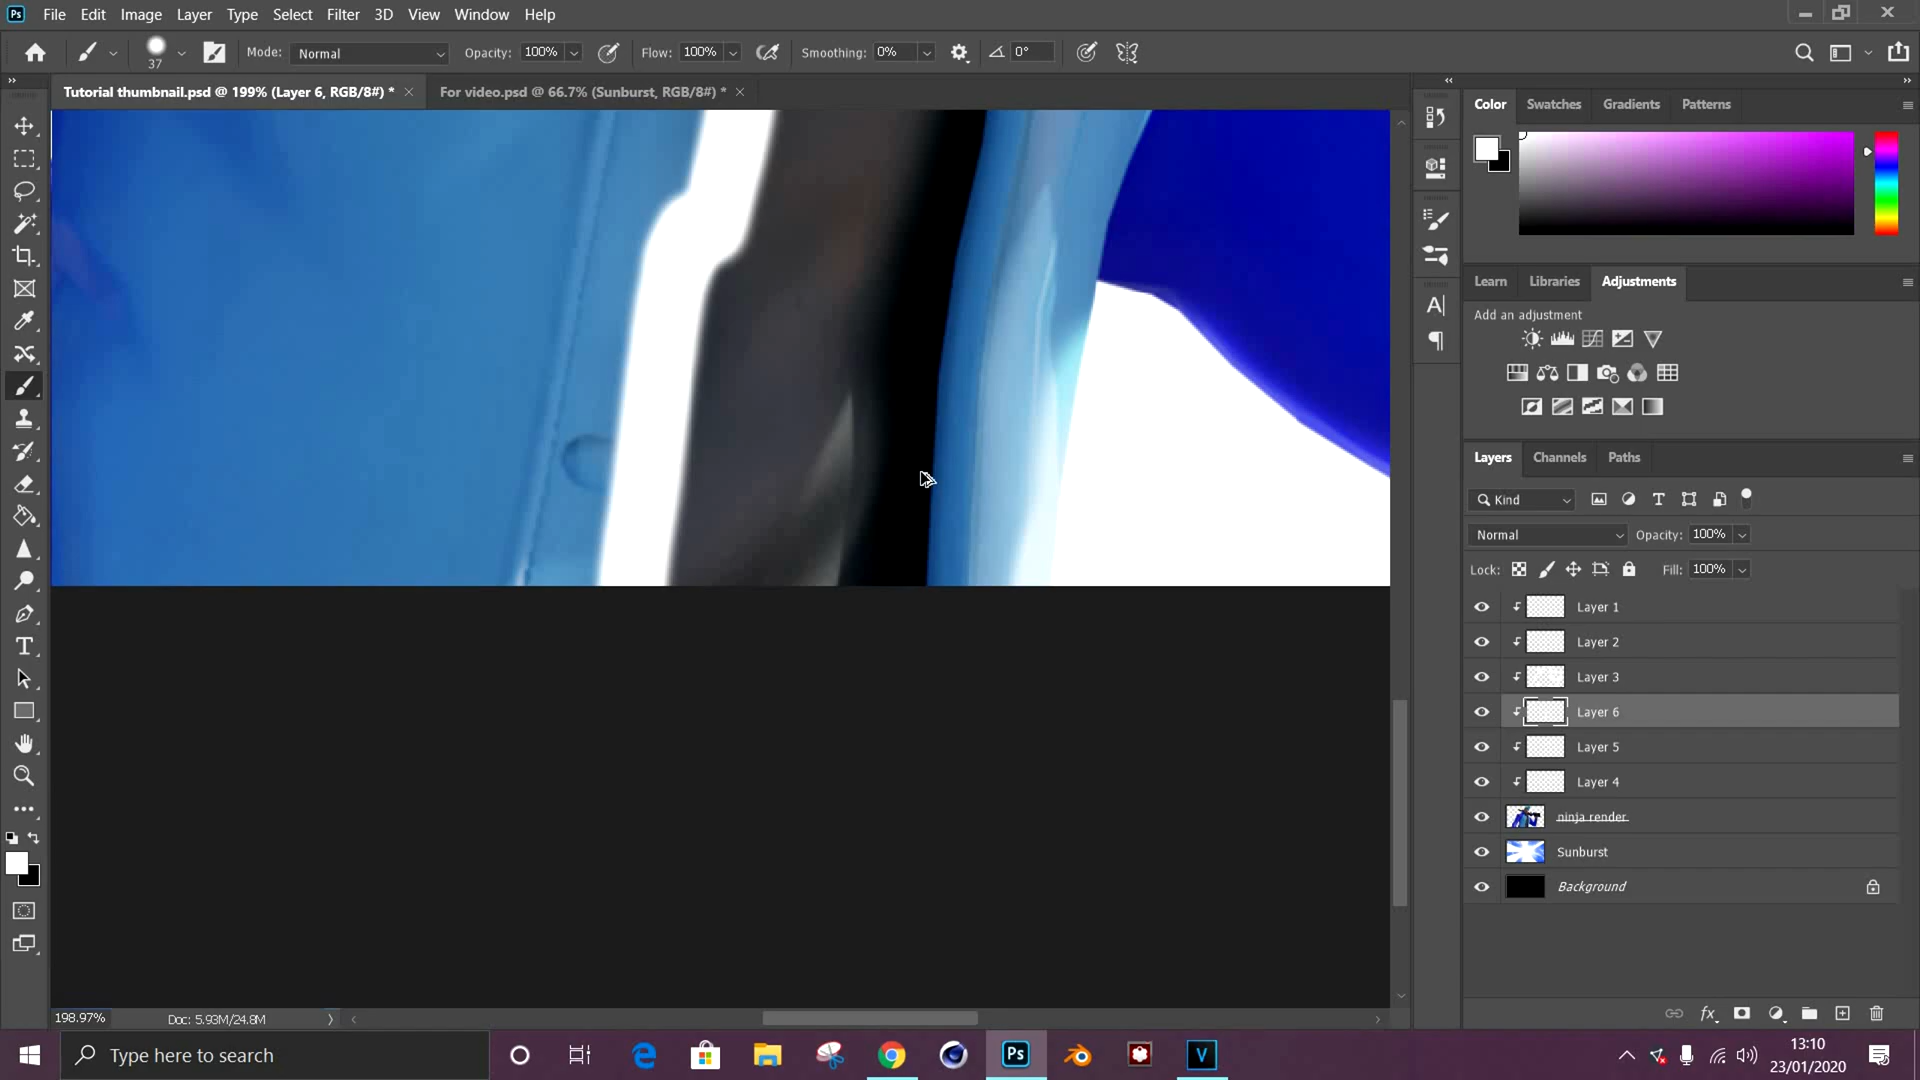 Ps File Edit Image Layer Type Select Filter 3D View Window Help
37 Mode: Normal Opacity: 100% Flow: 100% Smoothing: 0% 0°
Tutorial thumbnail.psd @ 199% (Layer 6, RGB/8#) * For video.psd @ 66.7% (Sunburst, RGB/8#) *
Color Swatches Gradients Patterns
Learn Libraries Adjustments
Add an adjustment
Layers Channels Paths
Kind
Normal Opacity: 100%
Lock: Fill: 100%
Layer 1
Layer 2
Layer 3
Layer 6
Layer 5
Layer 4
ninja render
Sunburst
Background
198.97% Doc: 5.93M/24.8M
fx
Type here to search
Ps
V
13:10
23/01/2020